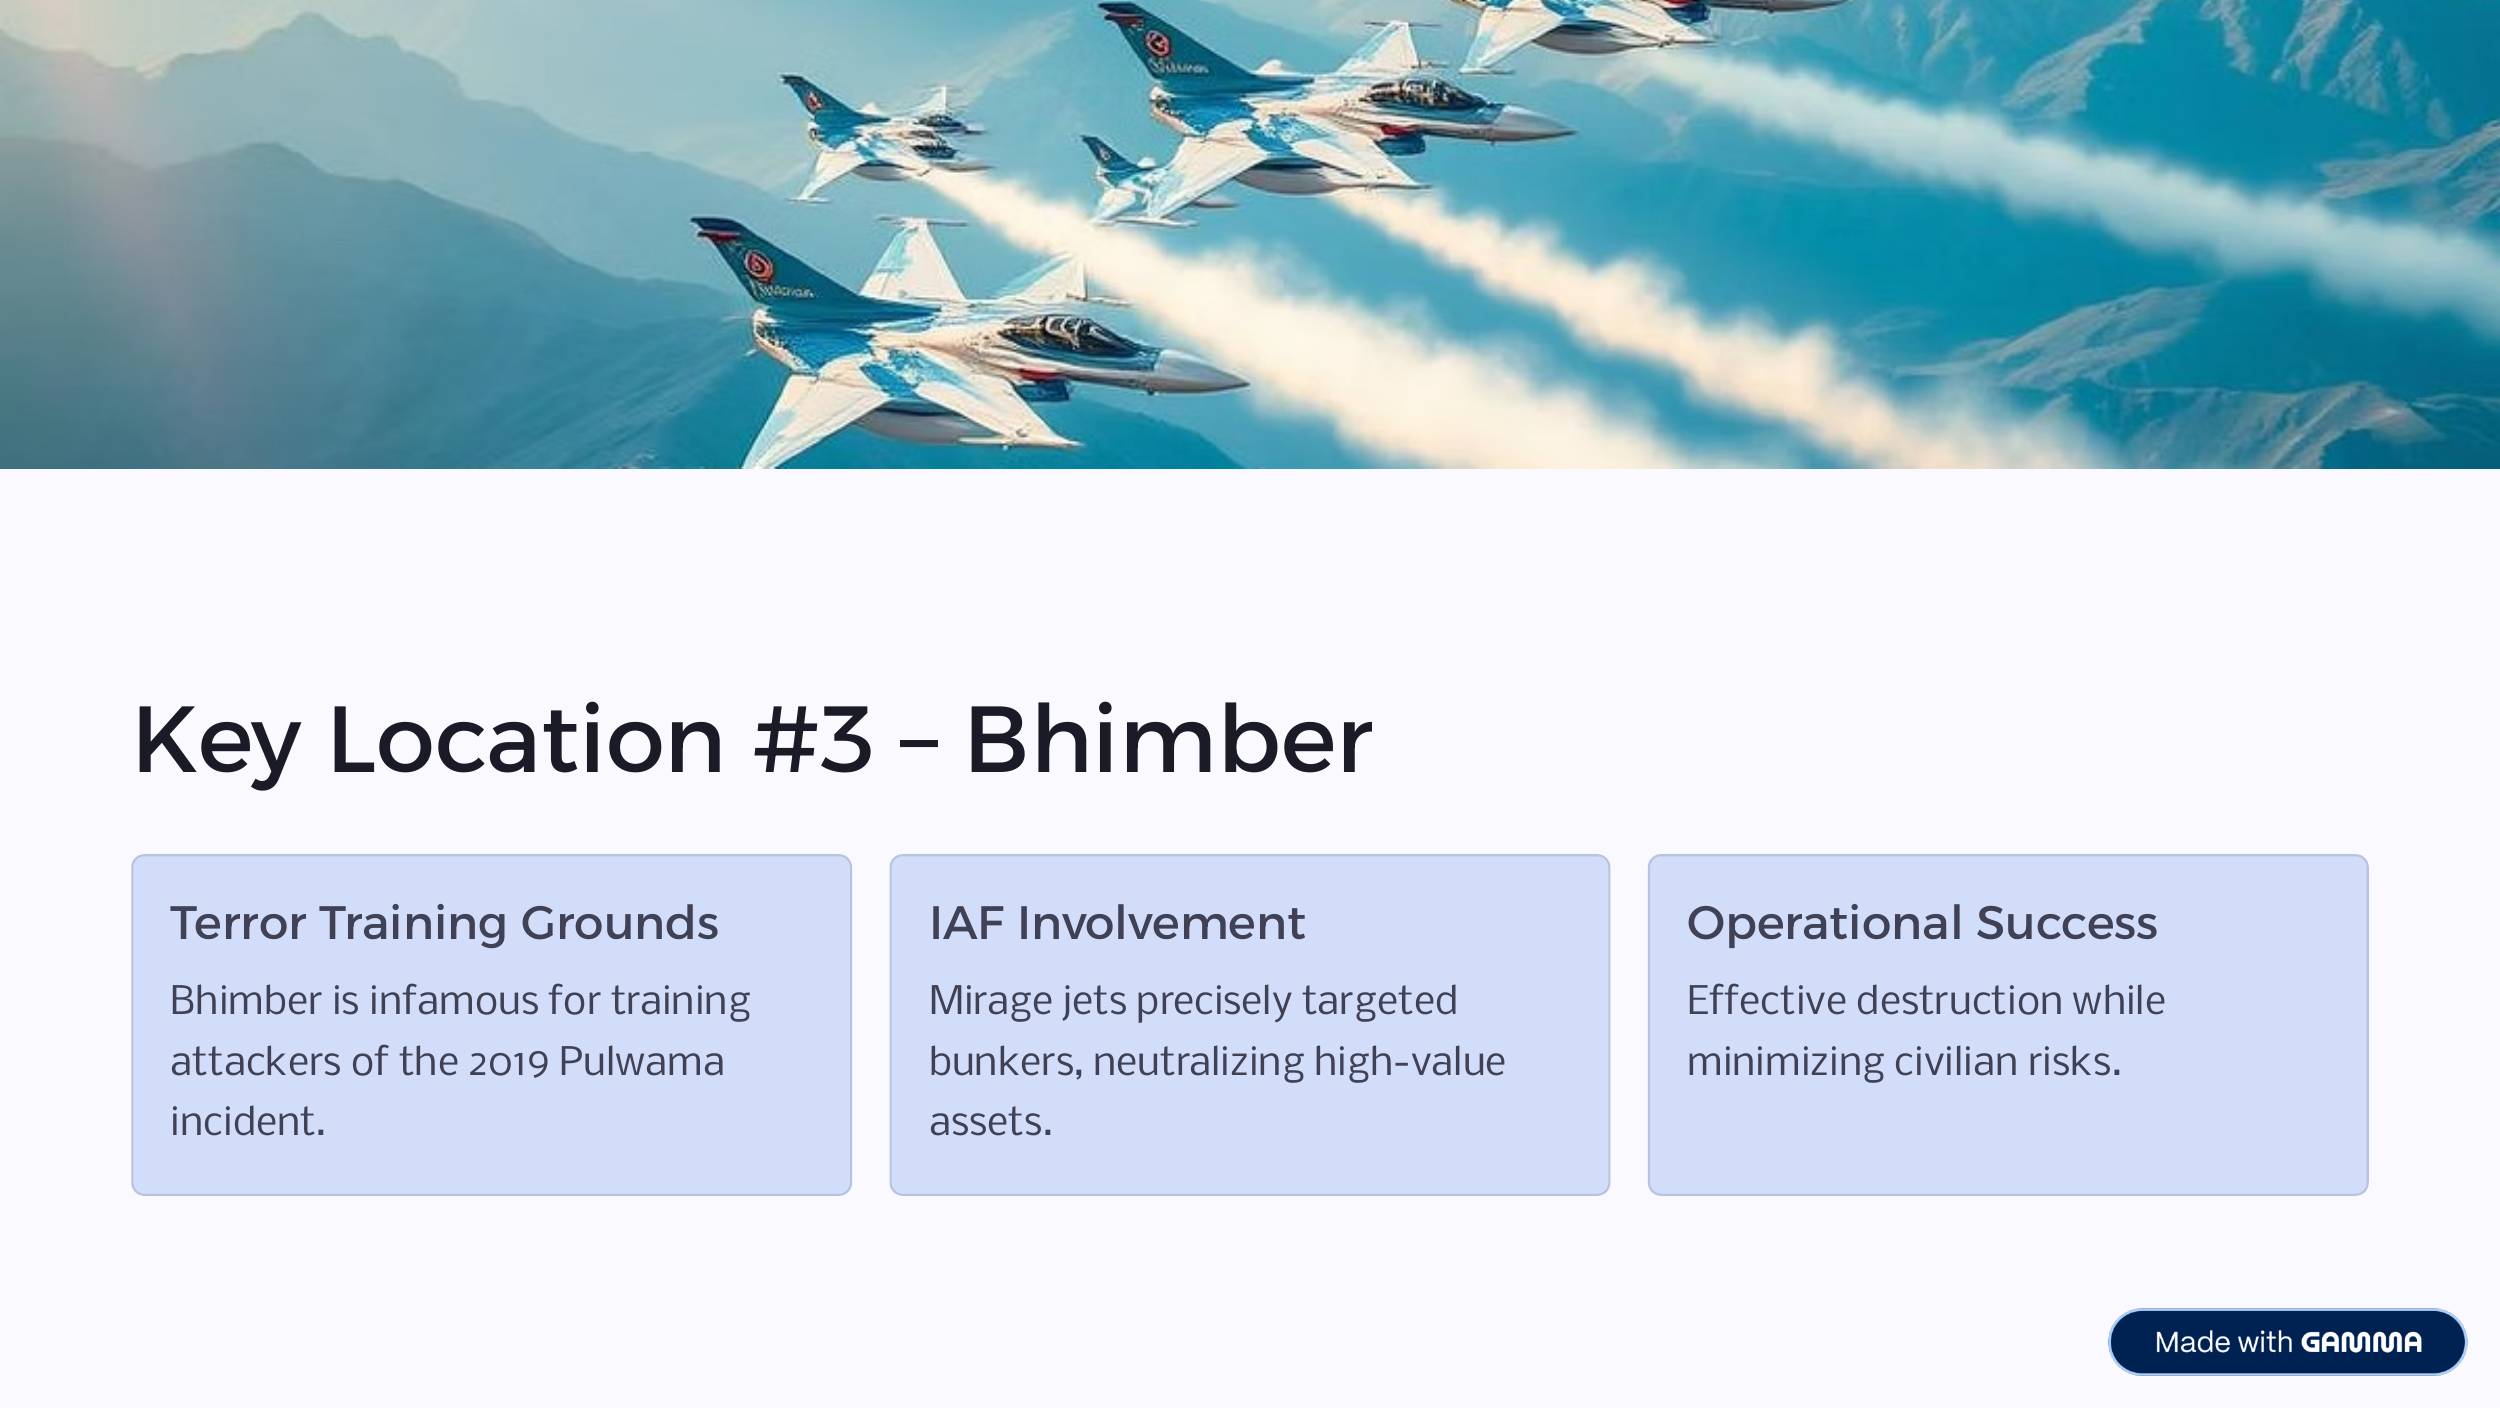 Key Location #3 – Bhimber
Terror Training Grounds
Bhimber is infamous for training
attackers of the 2019 Pulwama
incident.
IAF Involvement
Mirage jets precisely targeted
bunkers, neutralizing high-value
assets.
Operational Success
Effective destruction while
minimizing civilian risks.
Made with GAMMA